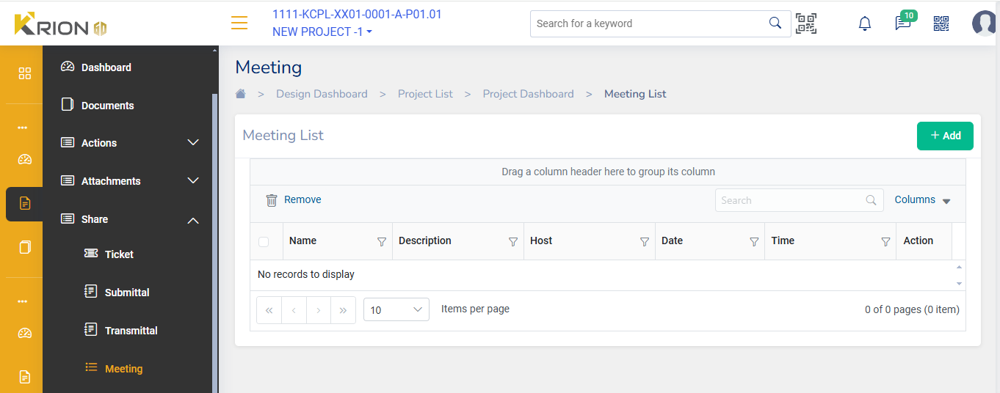 KRION
1111-KCPL-XX01-0001-A-P01.01
NEW PROJECT -1
Search for a keyword
10
Dashboard
Documents
Actions
Attachments
Share
Ticket
Submittal
Transmittal
Meeting
Meeting
> Design Dashboard > Project List > Project Dashboard > Meeting List
Meeting List
+ Add
Drag a column header here to group its column
Remove
Search
Columns
Name Description Host Date Time Action
No records to display
« ‹ › » 10 Items per page 0 of 0 pages (0 item)